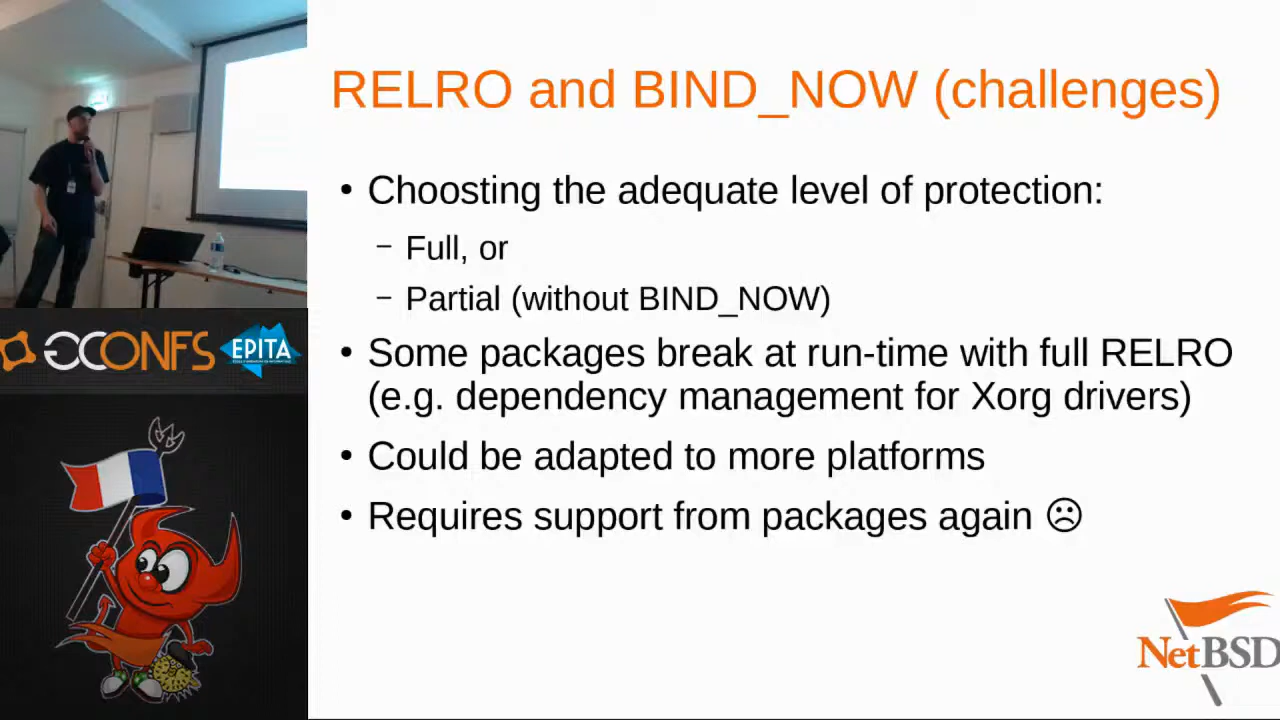 RELRO and BIND_NOW (challenges)
• Choosting the adequate level of protection:
– Full, or
– Partial (without BIND_NOW)
• Some packages break at run-time with full RELRO
(e.g. dependency management for Xorg drivers)
• Could be adapted to more platforms
• Requires support from packages again ☹
GCONFS EPITA
NetBSD